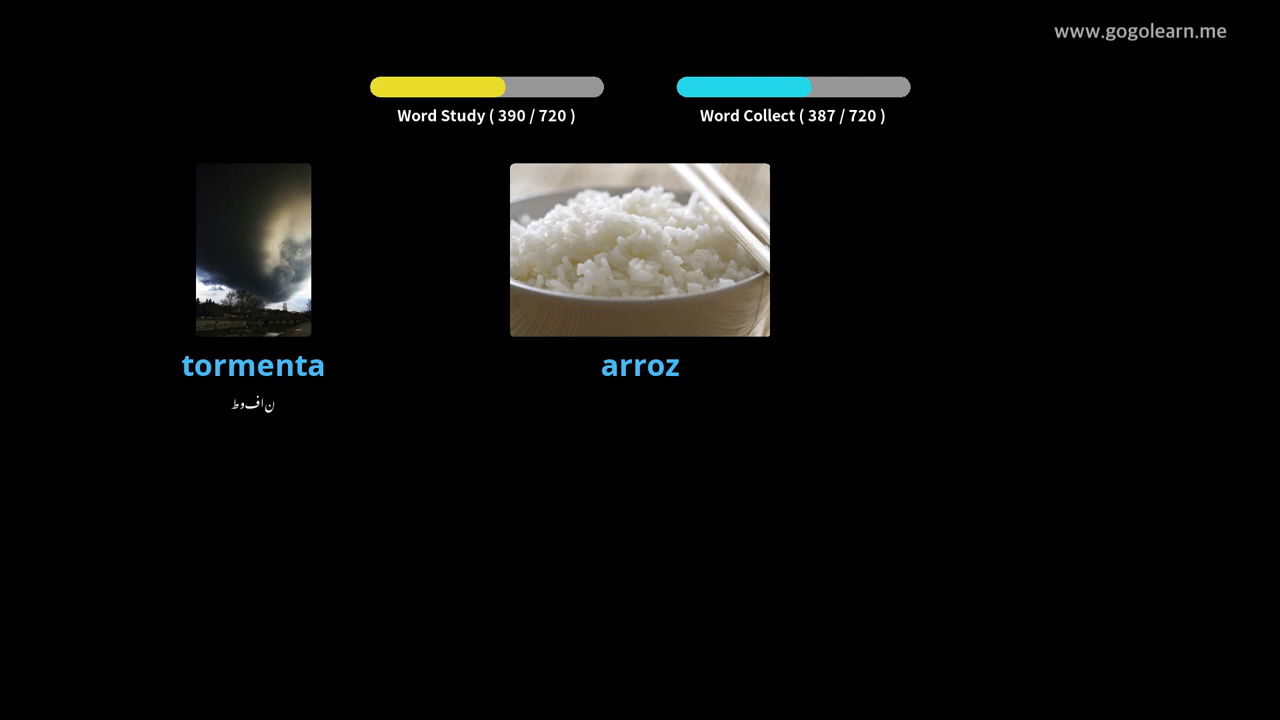 www.gogolearn.me
Word Study ( 390 / 720 )
Word Collect ( 387 / 720 )
tormenta
arroz
طوفان